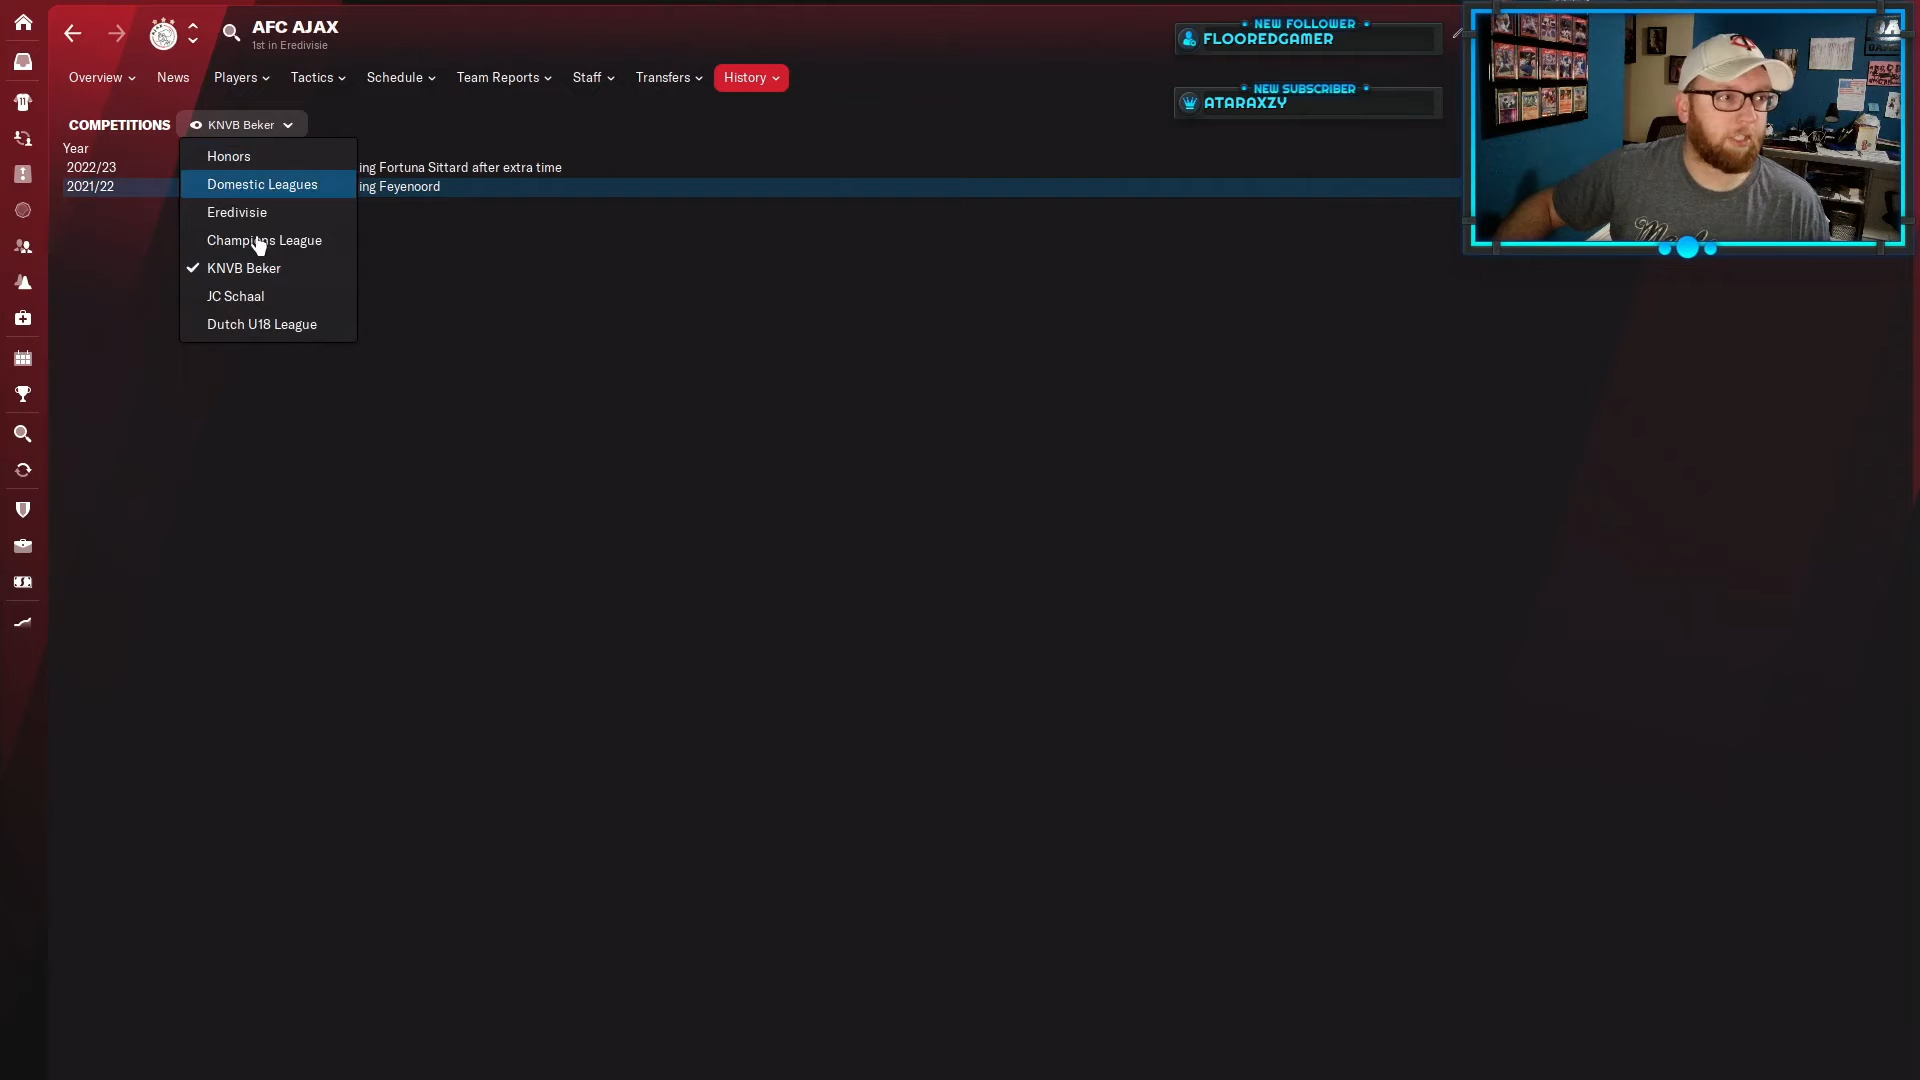 AFC AJAX
1st in Eredivisie
NEW FOLLOWER
FLOOREDGAMER
Overview
News
Players
Tactics
Schedule
Team Reports
Staff
Transfers
History
NEW SUBSCRIBER
ATARAXZY
COMPETITIONS
KNVB Beker
Year
2022/23
ing Fortuna Sittard after extra time
2021/22
ing Feyenoord
Honors
Domestic Leagues
Eredivisie
Champions League
KNVB Beker
JC Schaal
Dutch U18 League